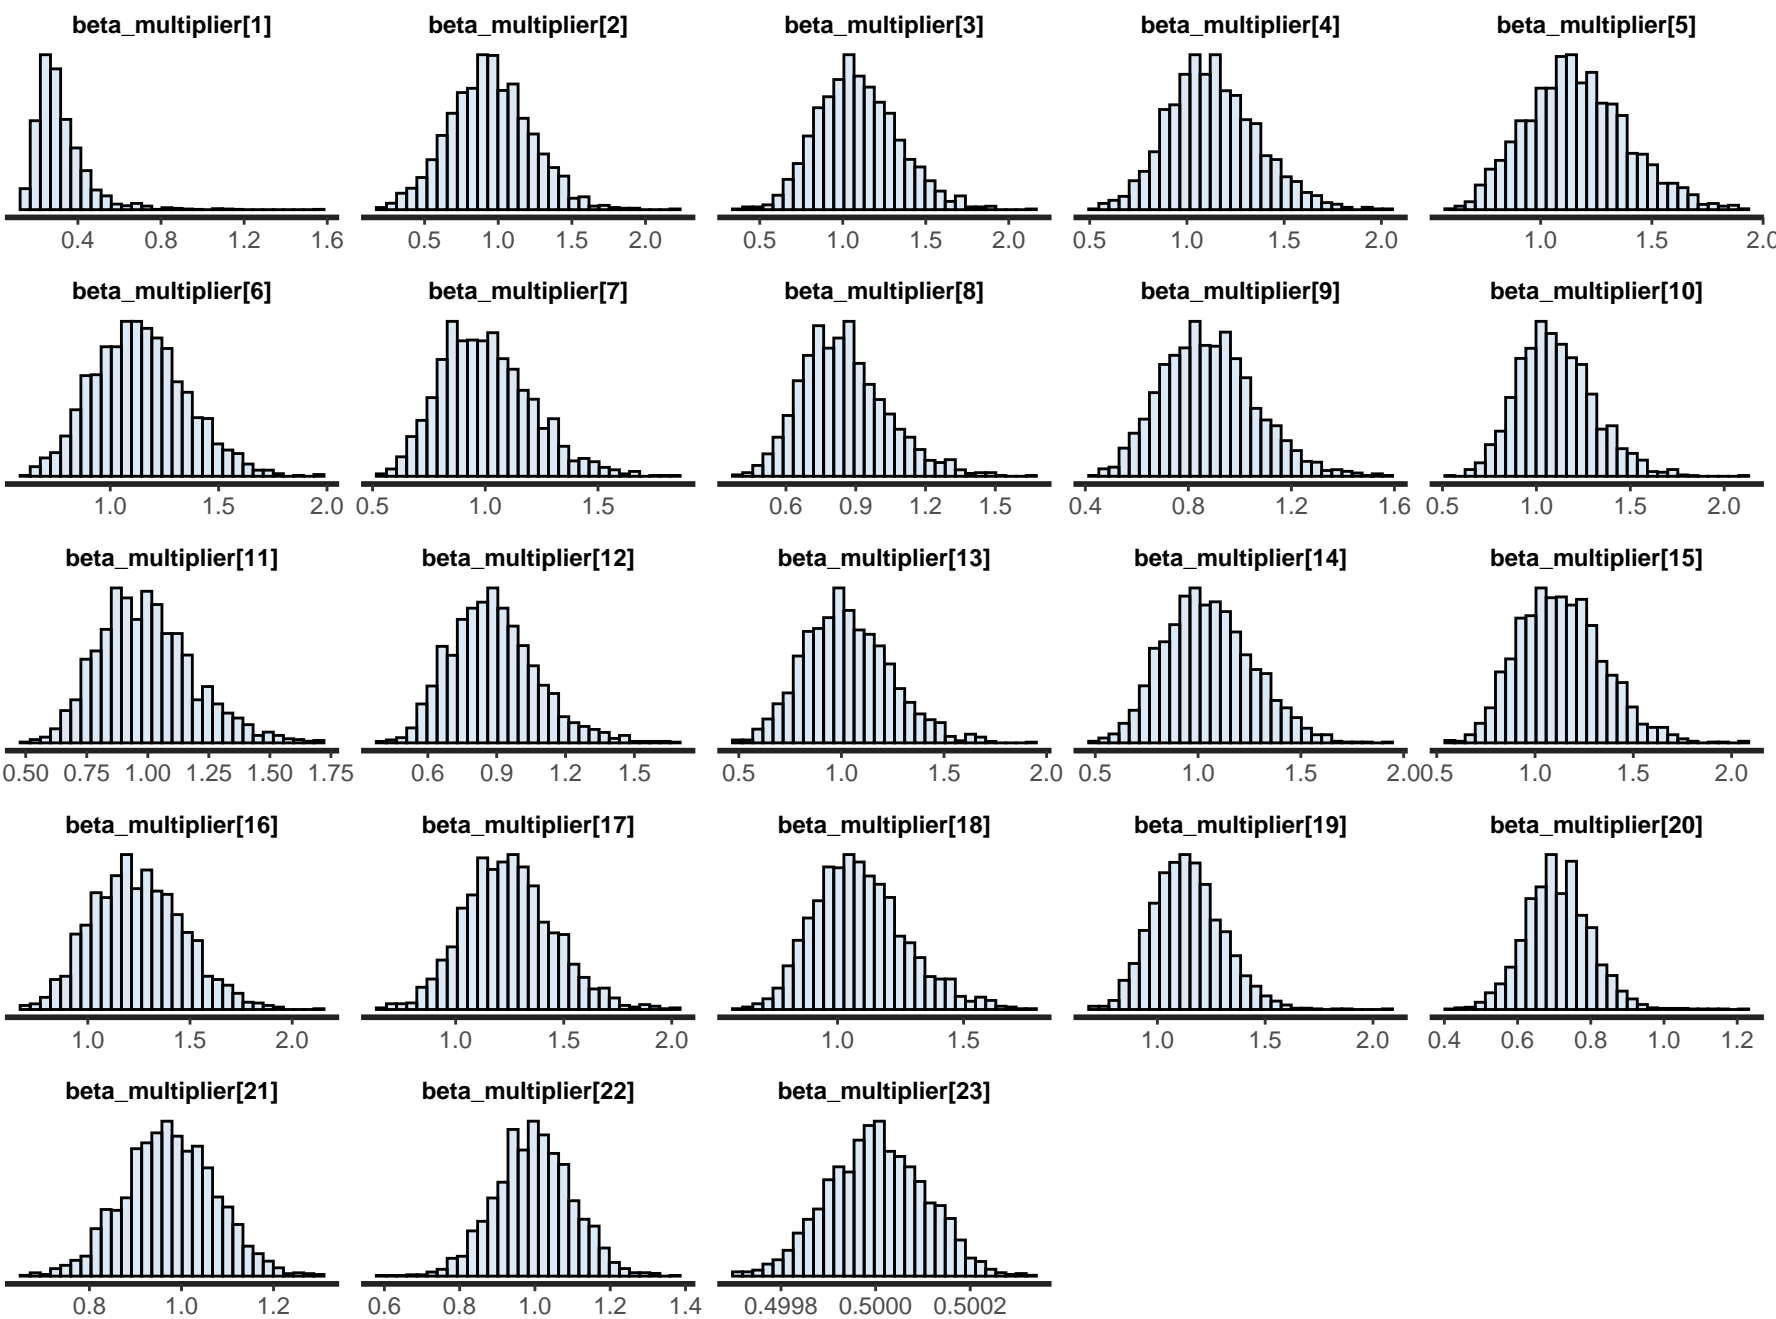 beta_multiplier[1] beta_multiplier[2] beta_multiplier[3] beta_multiplier[4] beta_multiplier[5]
0.4 0.8 1.2 1.6 0.5 1.0 1.5 2.0 0.5 1.0 1.5 2.0 0.5 1.0 1.5 2.0 1.0 1.5 2.0
beta_multiplier[6] beta_multiplier[7] beta_multiplier[8] beta_multiplier[9] beta_multiplier[10]
1.0 1.5 2.0 0.5 1.0 1.5 0.6 0.9 1.2 1.5 0.4 0.8 1.2 1.6 0.5 1.0 1.5 2.0
beta_multiplier[11] beta_multiplier[12] beta_multiplier[13] beta_multiplier[14] beta_multiplier[15]
0.50 0.75 1.00 1.25 1.50 1.75 0.6 0.9 1.2 1.5 0.5 1.0 1.5 2.0 0.5 1.0 1.5 2.0 0.5 1.0 1.5 2.0
beta_multiplier[16] beta_multiplier[17] beta_multiplier[18] beta_multiplier[19] beta_multiplier[20]
1.0 1.5 2.0 1.0 1.5 2.0 1.0 1.5 1.0 1.5 2.0 0.4 0.6 0.8 1.0 1.2
beta_multiplier[21] beta_multiplier[22] beta_multiplier[23]
0.8 1.0 1.2 0.6 0.8 1.0 1.2 1.4 0.4998 0.5000 0.5002